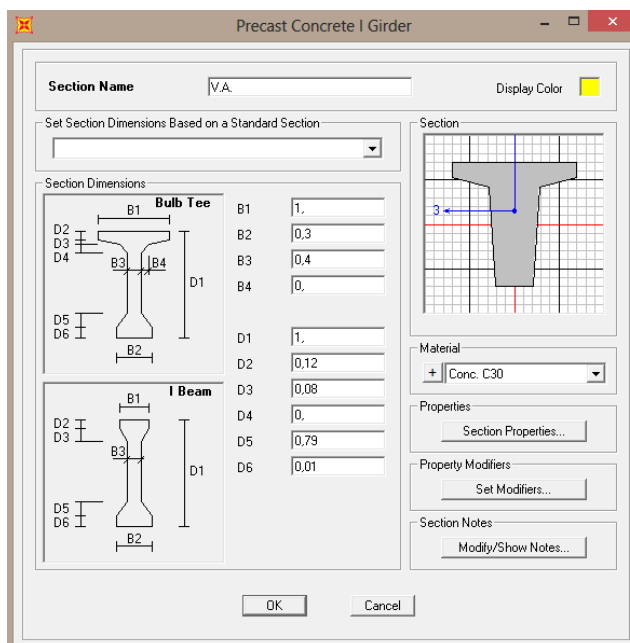 Precast Concrete I Girder
Section Name V.A. Display Color
Set Section Dimensions Based on a Standard Section
Section
3
Section Dimensions
Bulb Tee
B1
D2
D3
D4
B3
B4
D1
D5
D6
B2
I Beam
B1
D2
D3
B3
D1
D5
D6
B2
B1 1,
B2 0,3
B3 0,4
B4 0,
D1 1,
D2 0,12
D3 0,08
D4 0,
D5 0,79
D6 0,01
Material
+ Conc. C30
Properties
Section Properties...
Property Modifiers
Set Modifiers...
Section Notes
Modify/Show Notes...
OK Cancel